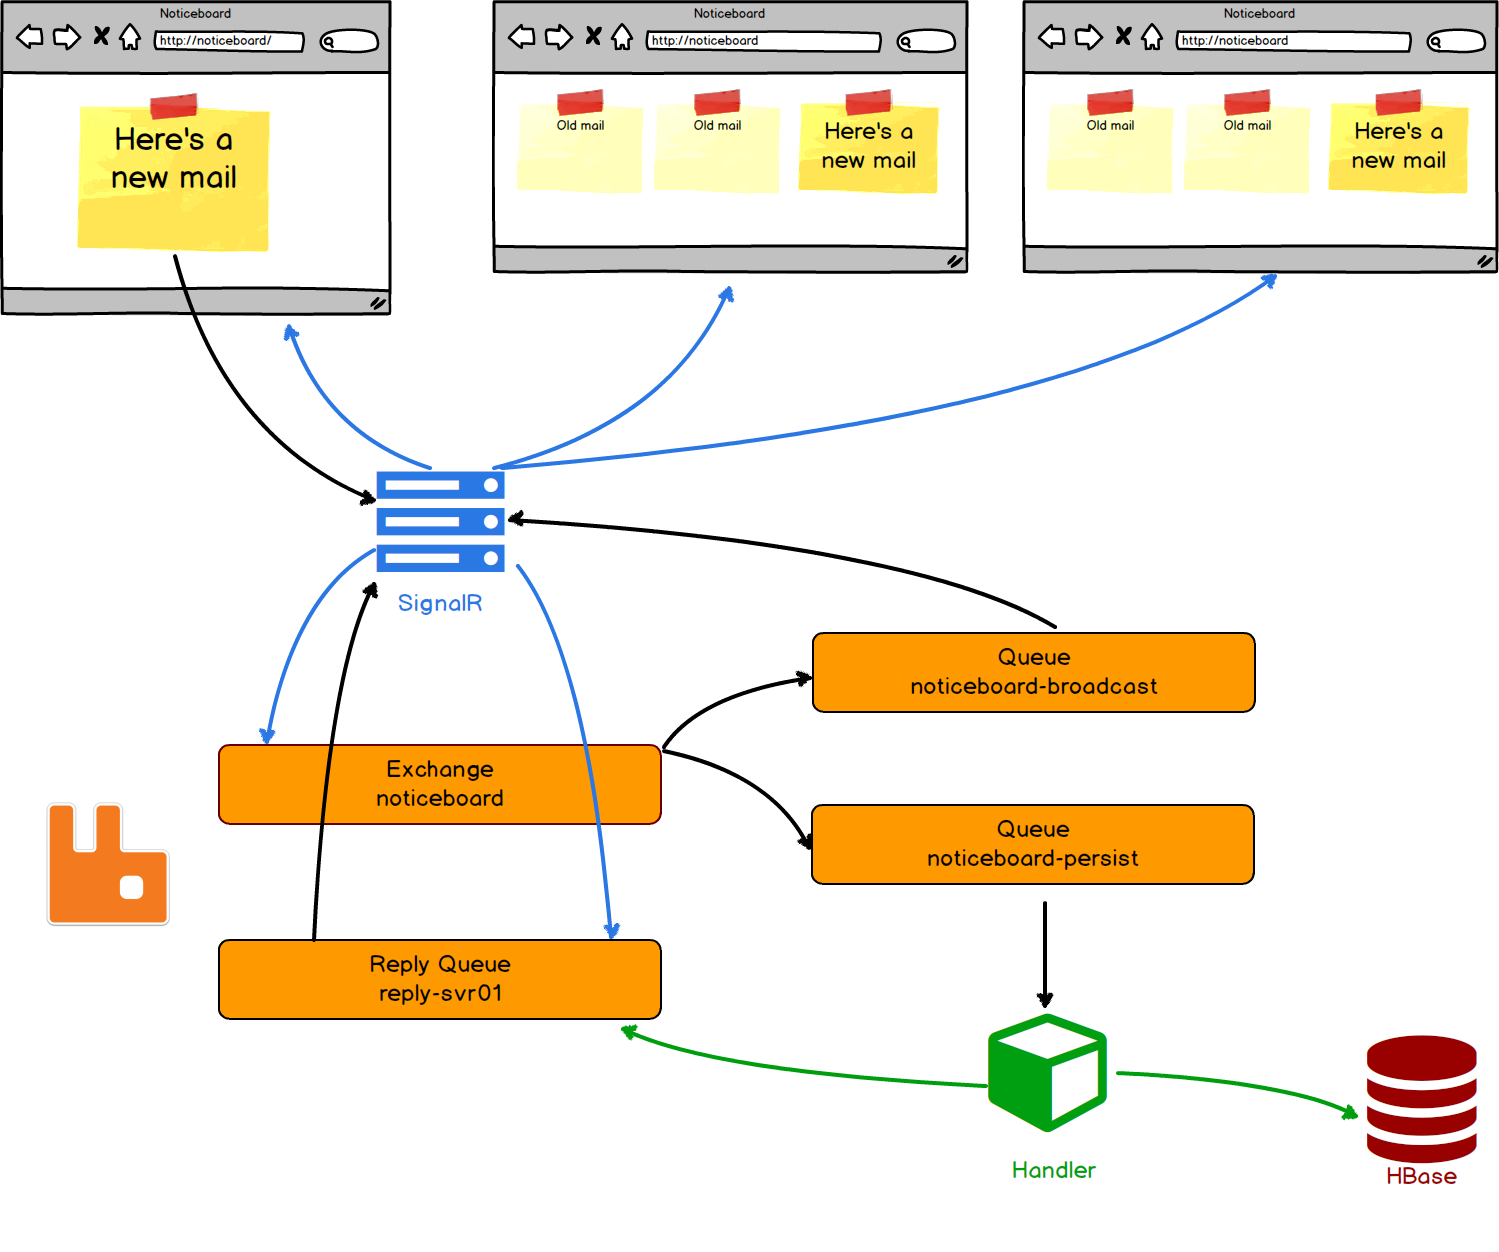 Noticeboard
http://noticeboard/
Here's a
new mail
Noticeboard
http://noticeboard
Old mail
Old mail
Here's a
new mail
Noticeboard
http://noticeboard
Old mail
Old mail
Here's a
new mail
SignalR
Queue
noticeboard-broadcast
Exchange
noticeboard
Queue
noticeboard-persist
Reply Queue
reply-svr01
Handler
HBase